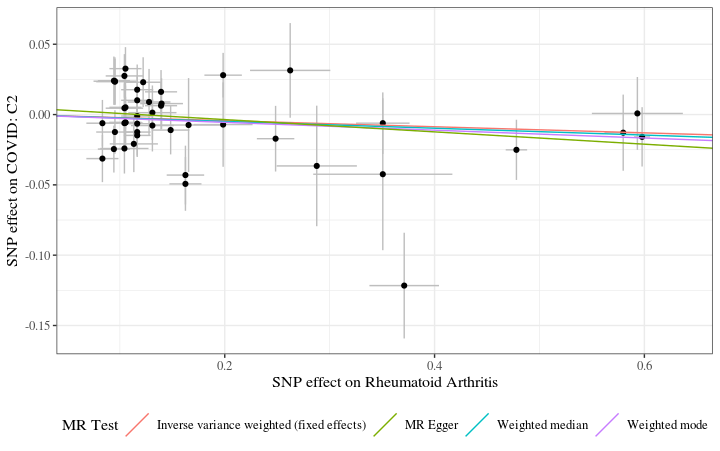 SNP effect on COVID: C2
0.05
0.00
-0.05
-0.10
-0.15
0.2 0.4 0.6
SNP effect on Rheumatoid Arthritis
MR Test Inverse variance weighted (fixed effects) MR Egger Weighted median Weighted mode